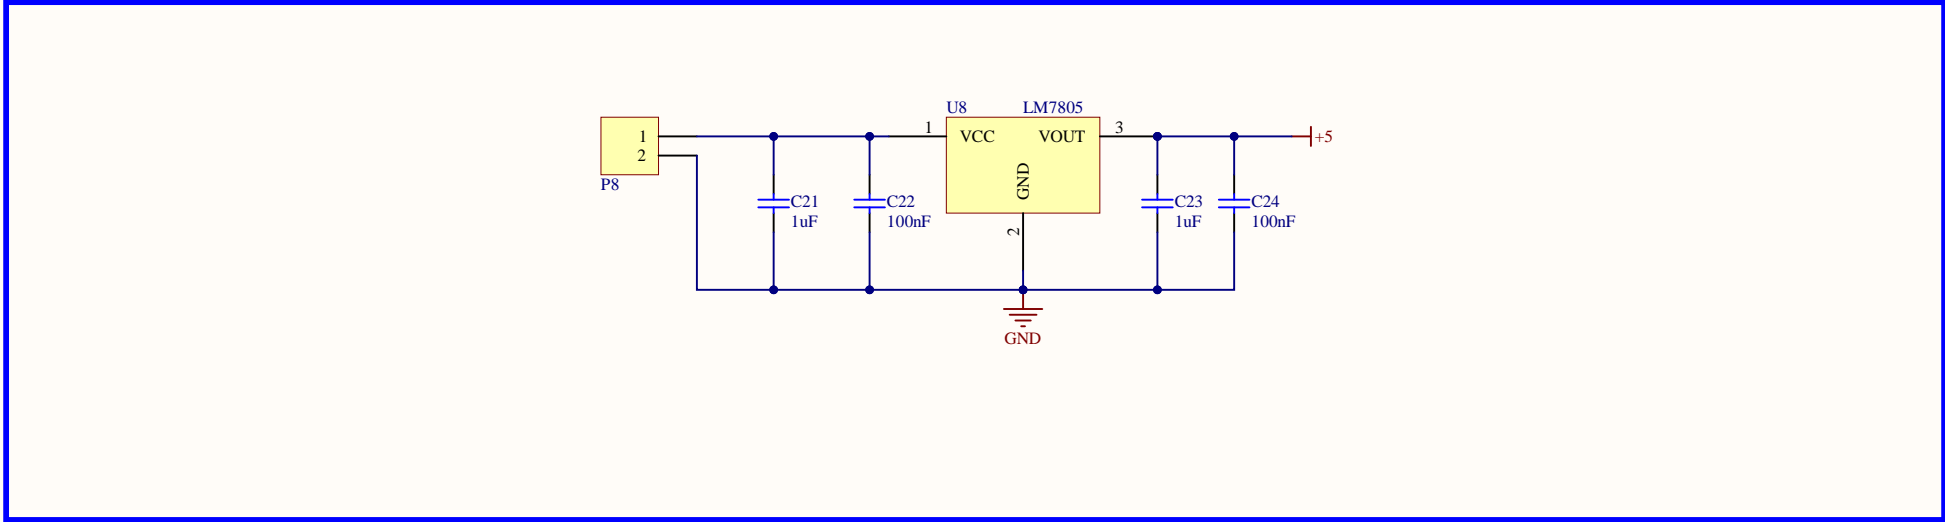 U8 LM7805
1 VCC VOUT 3 +5
1
2
GND
P8
C21
1uF
C22
100nF
2
C23
1uF
C24
100nF
GND